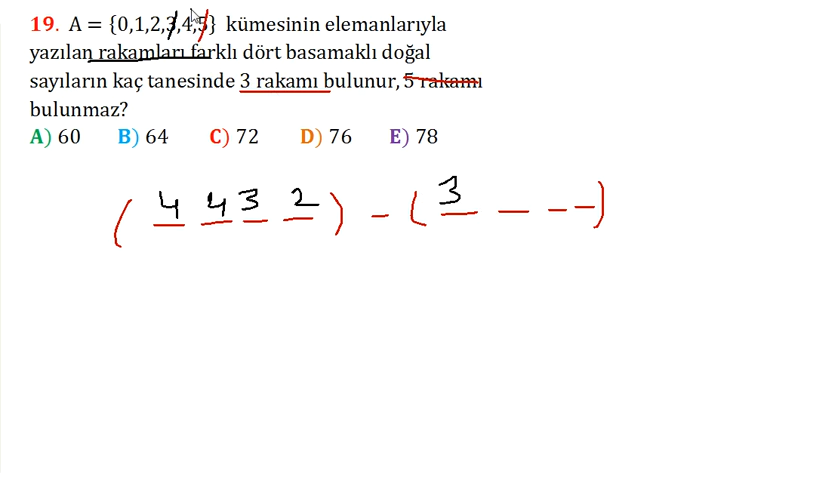 19. A = {0,1,2,3,4,5} kümesinin elemanlarıyla
yazılan rakamları farklı dört basamaklı doğal
sayıların kaç tanesinde 3 rakamı bulunur, 5 rakamı
bulunmaz?
A) 60 B) 64 C) 72 D) 76 E) 78
( 4 4 3 2 ) - ( 3 _ _ _ )